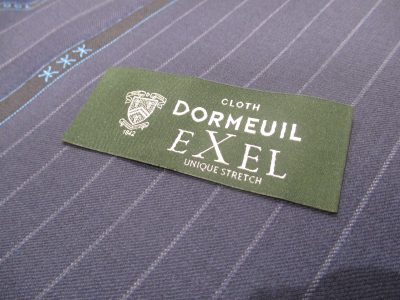 CLOTH
DORMEUIL
1842
EXEL
UNIQUE STRETCH